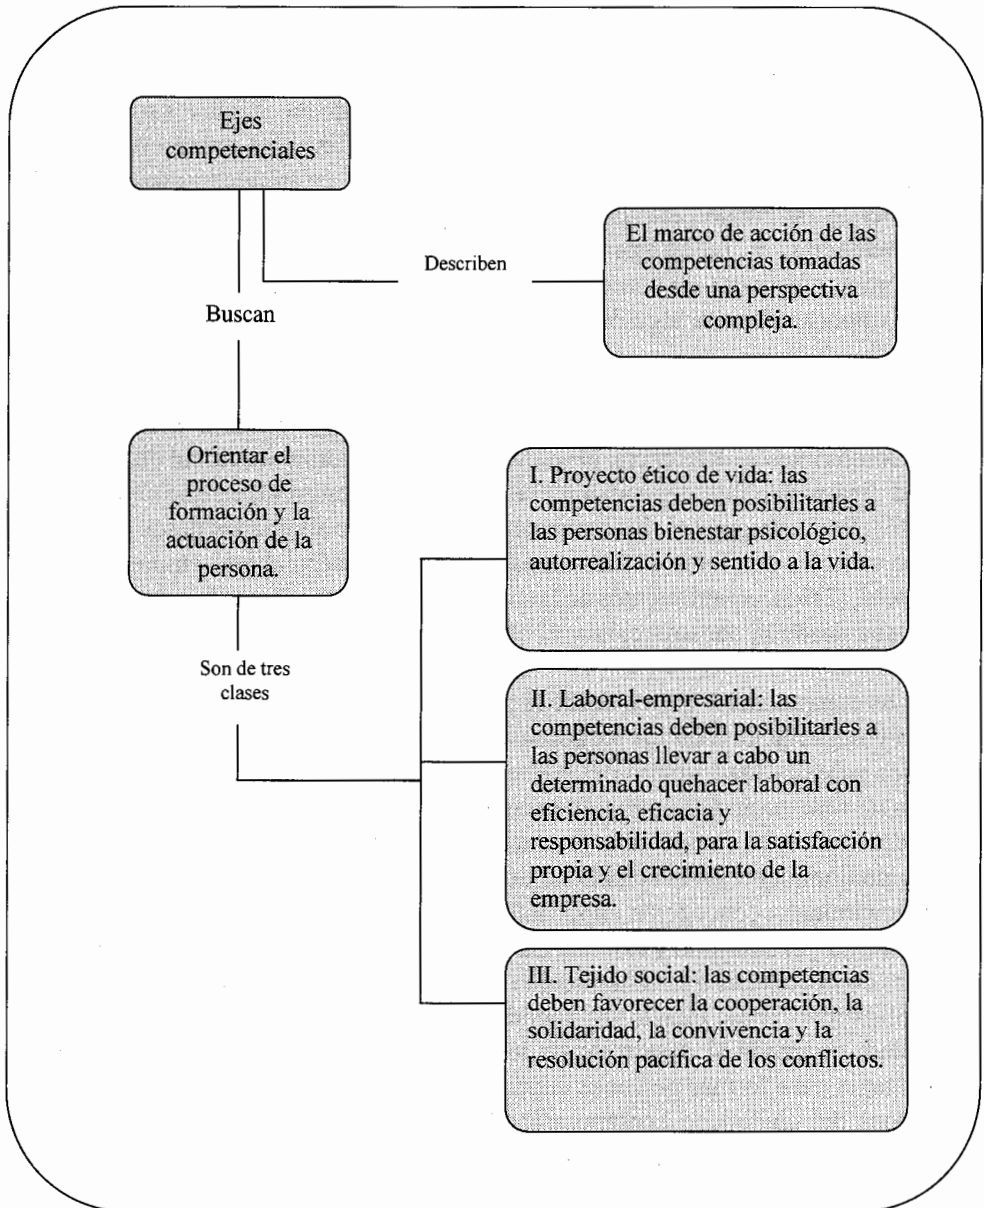 Ejes
competenciales
Describen
El marco de acción de las
competencias tomadas
desde una perspectiva
compleja.
Buscan
Orientar el
proceso de
formación y la
actuación de la
persona.
Son de tres
clases
I. Proyecto ético de vida: las
competencias deben posibilitarles a
las personas bienestar psicológico,
autorrealización y sentido a la vida.
II. Laboral-empresarial: las
competencias deben posibilitarles a
las personas llevar a cabo un
determinado quehacer laboral con
eficiencia, eficacia y
responsabilidad, para la satisfacción
propia y el crecimiento de la
empresa.
III. Tejido social: las competencias
deben favorecer la cooperación, la
solidaridad, la convivencia y la
resolución pacífica de los conflictos.